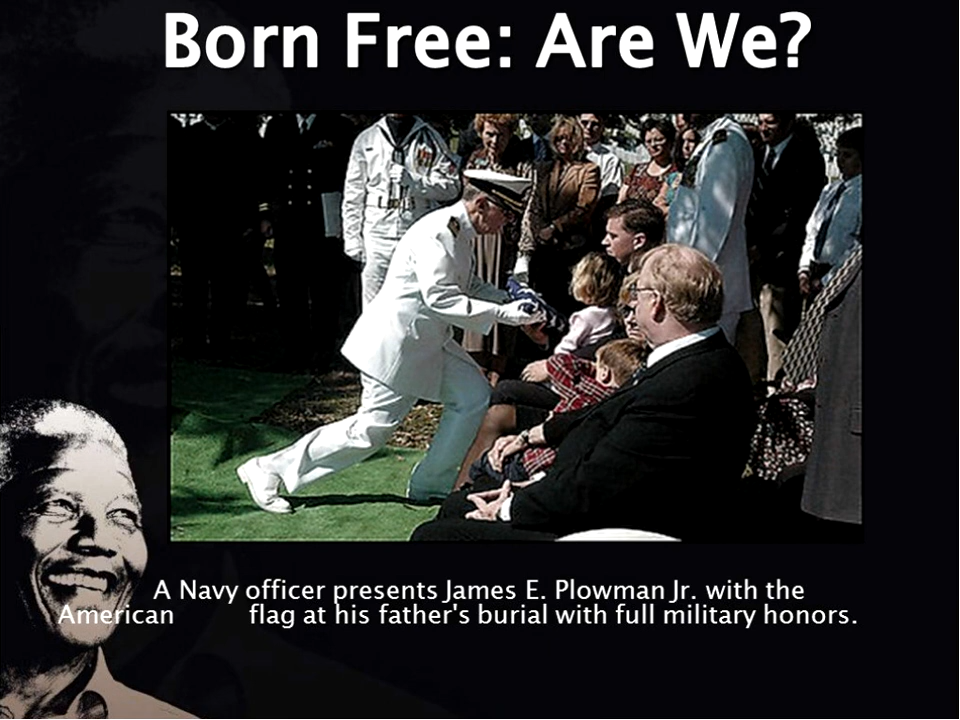 Born Free: Are We?
A Navy officer presents James E. Plowman Jr. with the
American flag at his father's burial with full military honors.